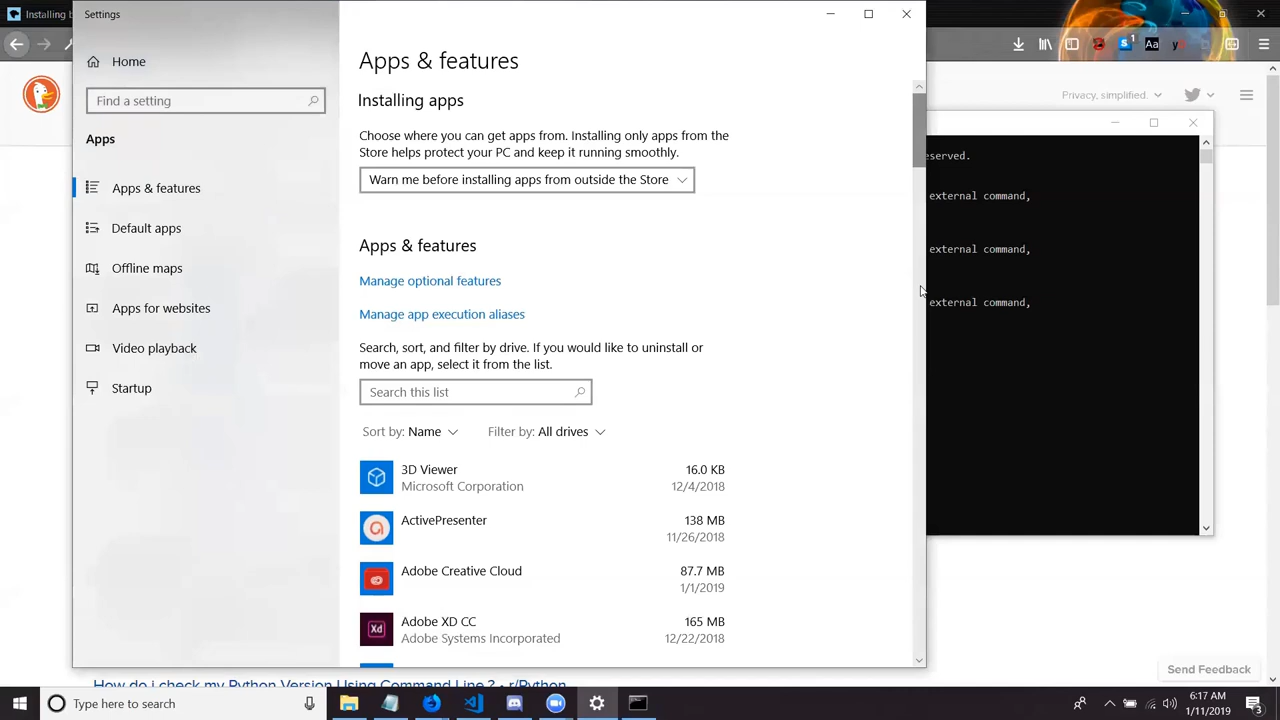 Installing b
Settings
Home
Find a setting
Apps
Apps & features
Default apps
Offline maps
Apps for websites
Video playback
Startup
Apps & features
Installing apps
Choose where you can get apps from. Installing only apps from the
Store helps protect your PC and keep it running smoothly.
Warn me before installing apps from outside the Store
Apps & features
Manage optional features
Manage app execution aliases
Search, sort, and filter by drive. If you would like to uninstall or
move an app, select it from the list.
Search this list
Sort by: Name Filter by: All drives
3D Viewer 16.0 KB
Microsoft Corporation 12/4/2018
ActivePresenter 138 MB
11/26/2018
Adobe Creative Cloud 87.7 MB
1/1/2019
Xd Adobe XD CC 165 MB
Adobe Systems Incorporated 12/22/2018
S 1 Aa
Privacy, simplified.
eserved.
external command,
external command,
external command,
Send Feedback
How do i check my Python Version Using Command Line ? - r/Python
Type here to search
6:17 AM
1/11/2019
3